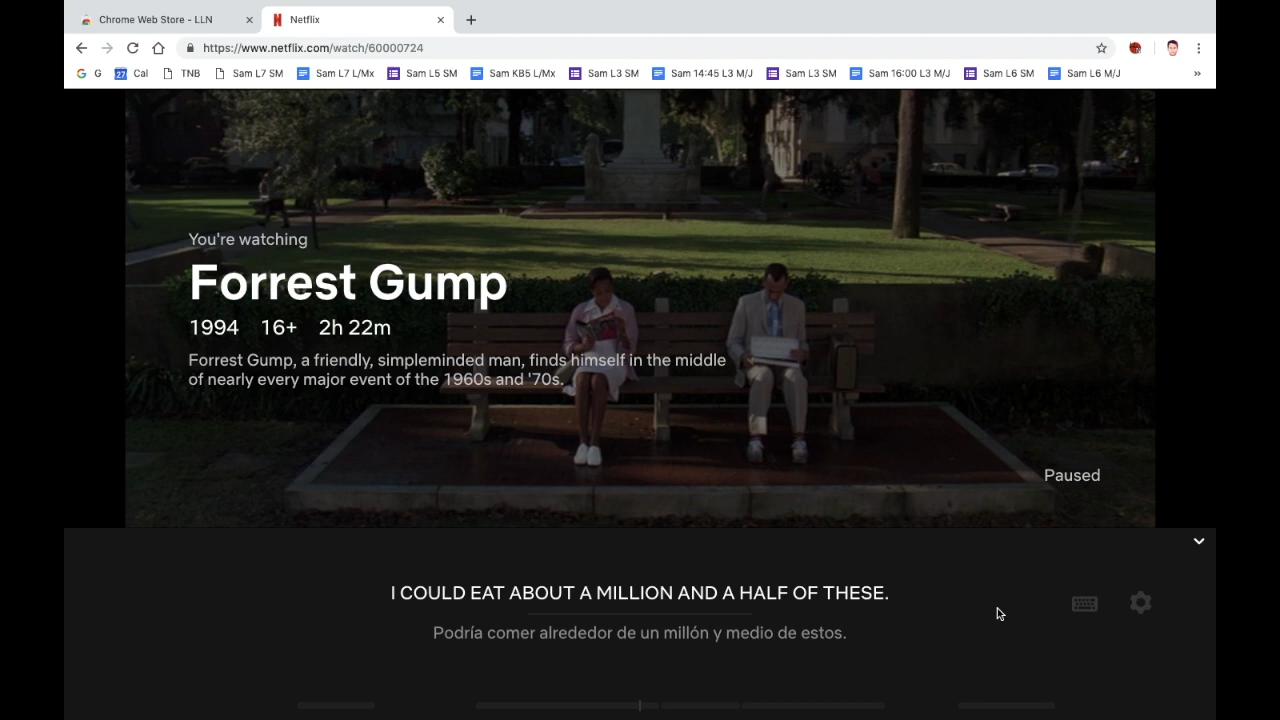 Chrome Web Store - LLN
Netflix
https://www.netflix.com/watch/60000724
G
27 Cal
TNB
Sam L7 SM
Sam L7 L/Mx
Sam L5 SM
Sam KB5 L/Mx
Sam L3 SM
Sam 14:45 L3 M/J
Sam L3 SM
Sam 16:00 L3 M/J
Sam L6 SM
Sam L6 M/J
You're watching
Forrest Gump
1994 16+ 2h 22m
Forrest Gump, a friendly, simpleminded man, finds himself in the middle
of nearly every major event of the 1960s and '70s.
Paused
I COULD EAT ABOUT A MILLION AND A HALF OF THESE.
Podría comer alrededor de un millón y medio de estos.